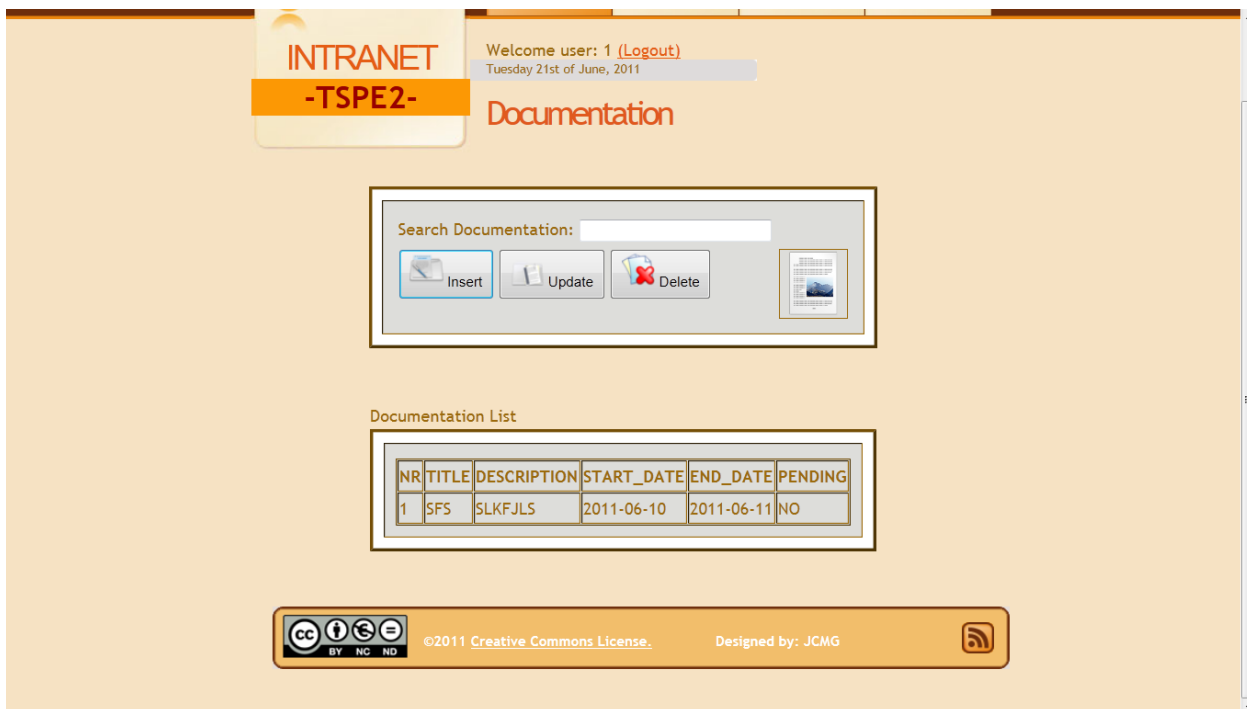 INTRANET
-TSPE2-
Welcome user: 1 (Logout)
Tuesday 21st of June, 2011
Documentation
Search Documentation:
Insert
Update
Delete
Documentation List
NR TITLE DESCRIPTION START_DATE END_DATE PENDING
1 SFS SLKFJLS 2011-06-10 2011-06-11 NO
cc BY NC ND
©2011 Creative Commons License.
Designed by: JCMG